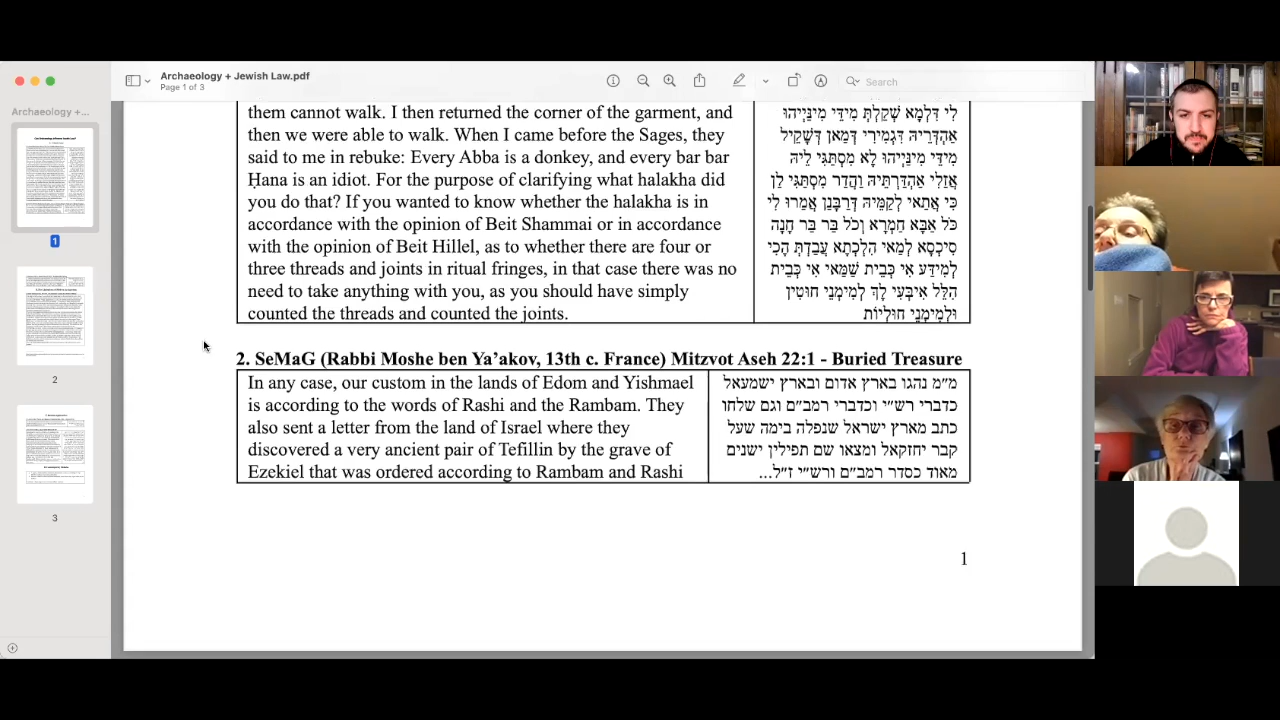 Archaeology + Jewish Law.pdf
Page 1 of 3
Search
Archaeology +...
1
2
3
them cannot walk. I then returned the corner of the garment, and
then we were able to walk. When I came before the Sages, they
said to me in rebuke: Every Abba is a donkey, and every bar bar
Ḥana is an idiot. For the purpose of clarifying what halakha did
you do that? If you wanted to know whether the halakha is in
accordance with the opinion of Beit Shammai or in accordance
with the opinion of Beit Hillel, as to whether there are four or
three threads and joints in ritual fringes, in that case there was no
need to take anything with you, as you should have simply
counted the threads and counted the joints.
לִי דִּלְמָא שָׁקְלַתְּ מִידֵּי מִינַּיְיהוּ
אַהְדְּרֵיהּ דִּגְמִירִי דְּמַאן דְּשָׁקֵיל
מִידֵּי מִינַּיְיהוּ לָא מִסְתַּגֵּי לֵיהּ
אֲזַלִי אַהְדַּרְתֵּיהּ וַהֲדַר מִסְתַּגֵּי לַן
כִּי אֲתַאי לְקַמֵּיהּ דְּרַבָּנַן אֲמַרוּ לִי
כֹּל אַבָּא חֲמָרָא וְכֹל בַּר בַּר חָנָה
סִיכְסָא לְמַאי הִלְכְתָא עֲבַדְתְּ הָכִי
לְמִידַּע אִי כְּבֵית שַׁמַּאי אִי כְּבֵית
הִלֵּל אִיבְּעִי לָךְ לְמִימְנֵי חוּטִין
וּלְמִימְנֵי חוּלְיוֹת
2. SeMaG (Rabbi Moshe ben Ya’akov, 13th c. France) Mitzvot Aseh 22:1 - Buried Treasure
In any case, our custom in the lands of Edom and Yishmael
is according to the words of Rashi and the Rambam. They
also sent a letter from the land of Israel where they
discovered a very ancient pair of Tefillin by the grave of
Ezekiel that was ordered according to Rambam and Rashi
מ״מ נהגו בארץ אדום ובארץ ישמעאל
כדברי רש״י וכדברי רמב״ם וגם שלחו
כתב מארץ ישראל שנפלה בימה שעל
קבר יחזקאל ומצאו שם תפילין ישנים
מאוד כסדר רמב״ם ורש״י ז״ל...
1